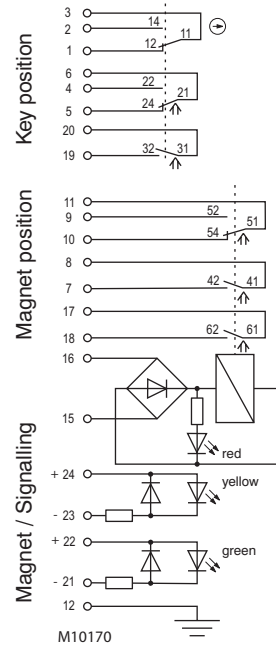 Key position
3
2 14
11
1 12
6
4 22
21
5 24
20
19 32 31
Magnet position
11
9 52
51
10 54
8
7 42 41
17
18 62 61
Magnet / Signalling
16
15
red
+ 24
yellow
- 23
+ 22
green
- 21
12
M10170